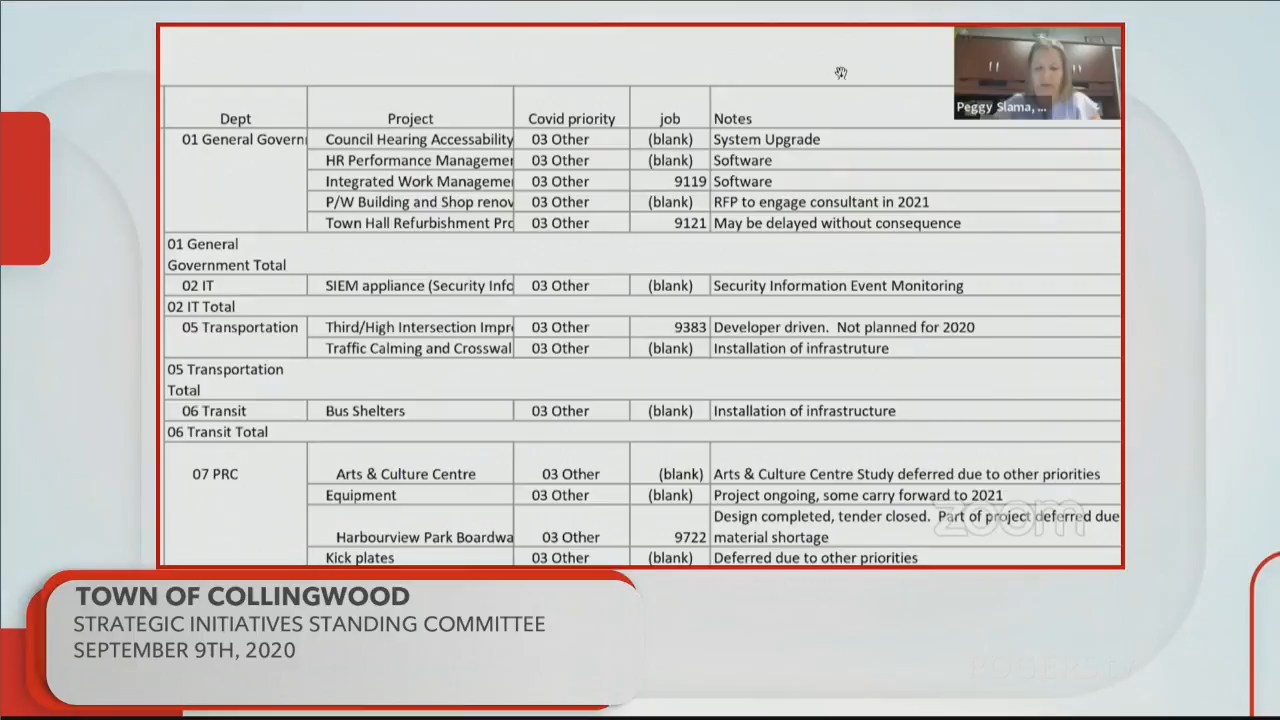 Peggy Slama, ...
Dept Project Covid priority job Notes
01 General Govern Council Hearing Accessability 03 Other (blank) System Upgrade
HR Performance Managemer 03 Other (blank) Software
Integrated Work Managemer 03 Other 9119 Software
P/W Building and Shop renov 03 Other (blank) RFP to engage consultant in 2021
Town Hall Refurbishment Pro 03 Other 9121 May be delayed without consequence
01 General
Government Total
02 IT SIEM appliance (Security Info 03 Other (blank) Security Information Event Monitoring
02 IT Total
05 Transportation Third/High Intersection Impr 03 Other 9383 Developer driven. Not planned for 2020
Traffic Calming and Crosswal 03 Other (blank) Installation of infrastruture
05 Transportation
Total
06 Transit Bus Shelters 03 Other (blank) Installation of infrastructure
06 Transit Total
07 PRC Arts & Culture Centre 03 Other (blank) Arts & Culture Centre Study deferred due to other priorities
Equipment 03 Other (blank) Project ongoing, some carry forward to 2021
Design completed, tender closed. Part of project deferred due
Harbourview Park Boardwa 03 Other 9722 material shortage
Kick plates 03 Other (blank) Deferred due to other priorities
zoom
TOWN OF COLLINGWOOD
STRATEGIC INITIATIVES STANDING COMMITTEE
SEPTEMBER 9TH, 2020